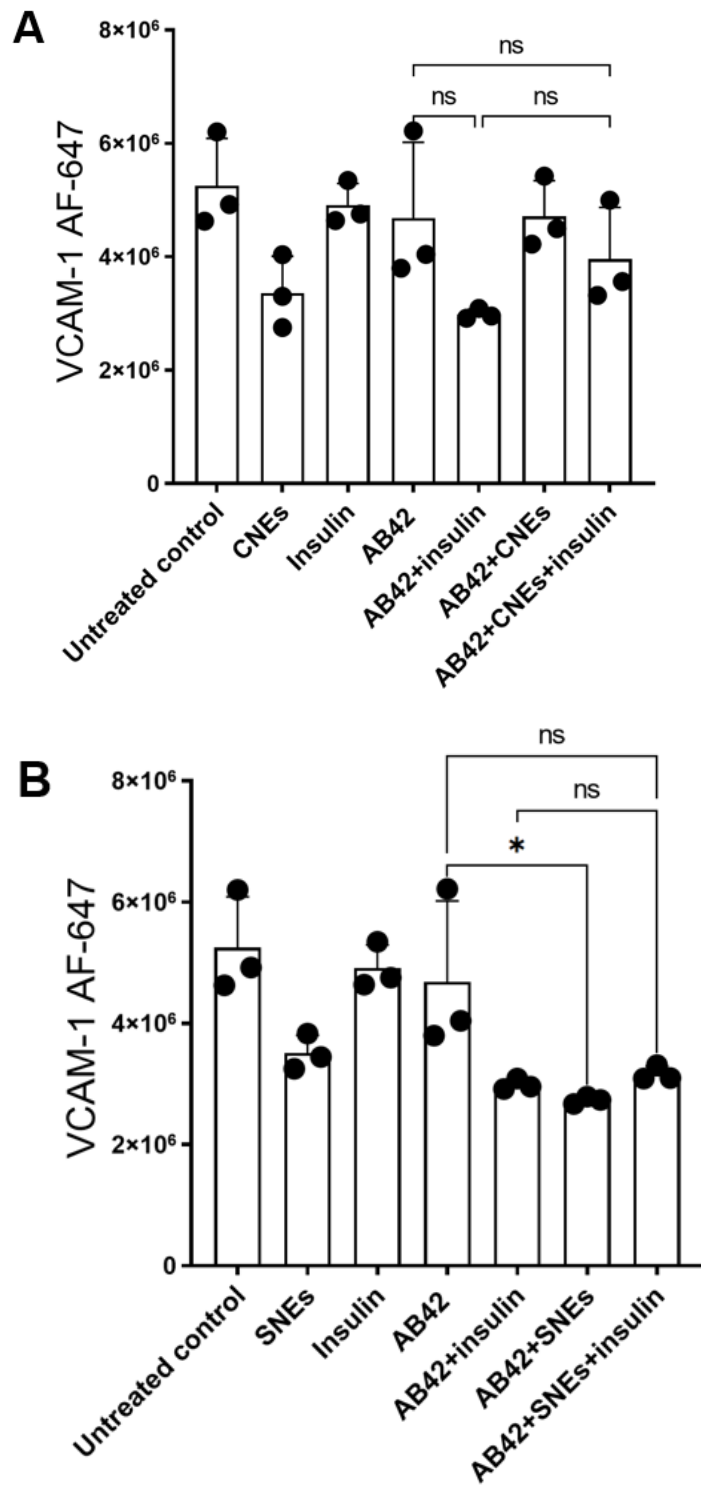 A
VCAM-1 AF-647
8×10⁶
6×10⁶
4×10⁶
2×10⁶
0
ns
ns
ns
Untreated control
CNEs
Insulin
AB42
AB42+insulin
AB42+CNEs
AB42+CNEs+insulin
B
VCAM-1 AF-647
8×10⁶
6×10⁶
4×10⁶
2×10⁶
0
ns
ns
*
Untreated control
SNEs
Insulin
AB42
AB42+insulin
AB42+SNEs
AB42+SNEs+insulin